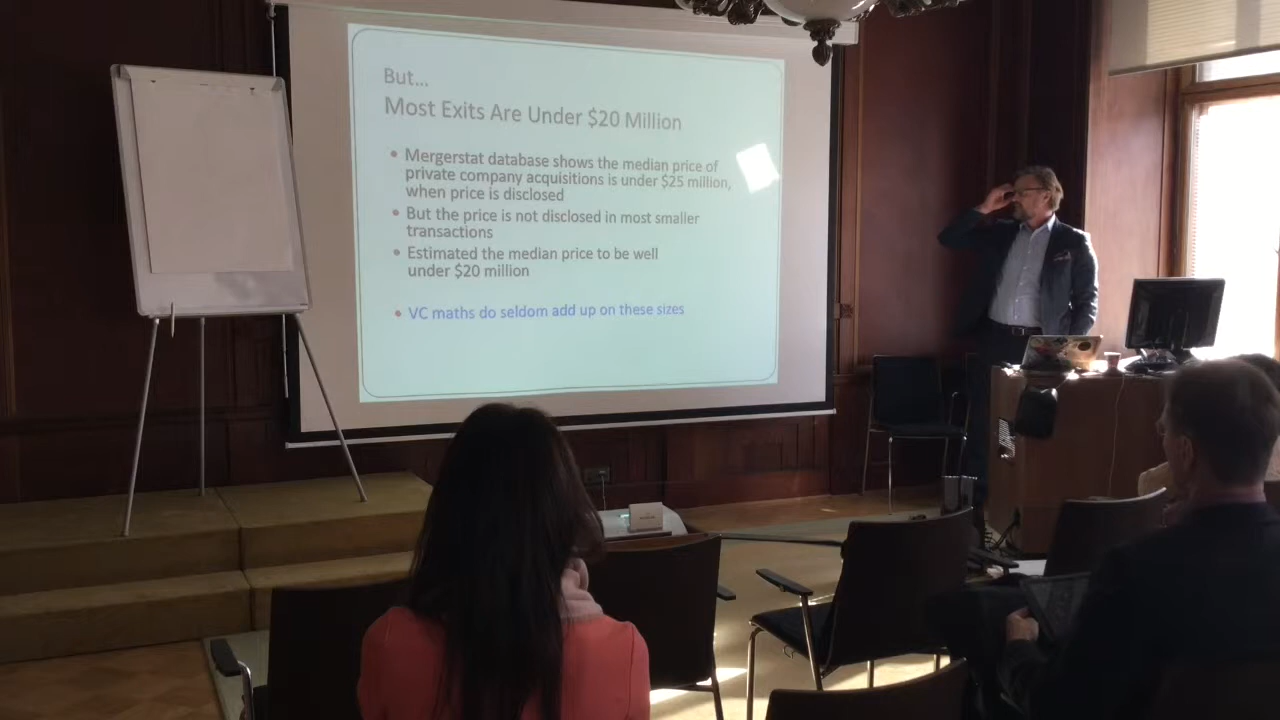 But...
Most Exits Are Under $20 Million
• Mergerstat database shows the median price of
private company acquisitions is under $25 million,
when price is disclosed
• But the price is not disclosed in most smaller
transactions
• Estimated the median price to be well
under $20 million
• VC maths do seldom add up on these sizes